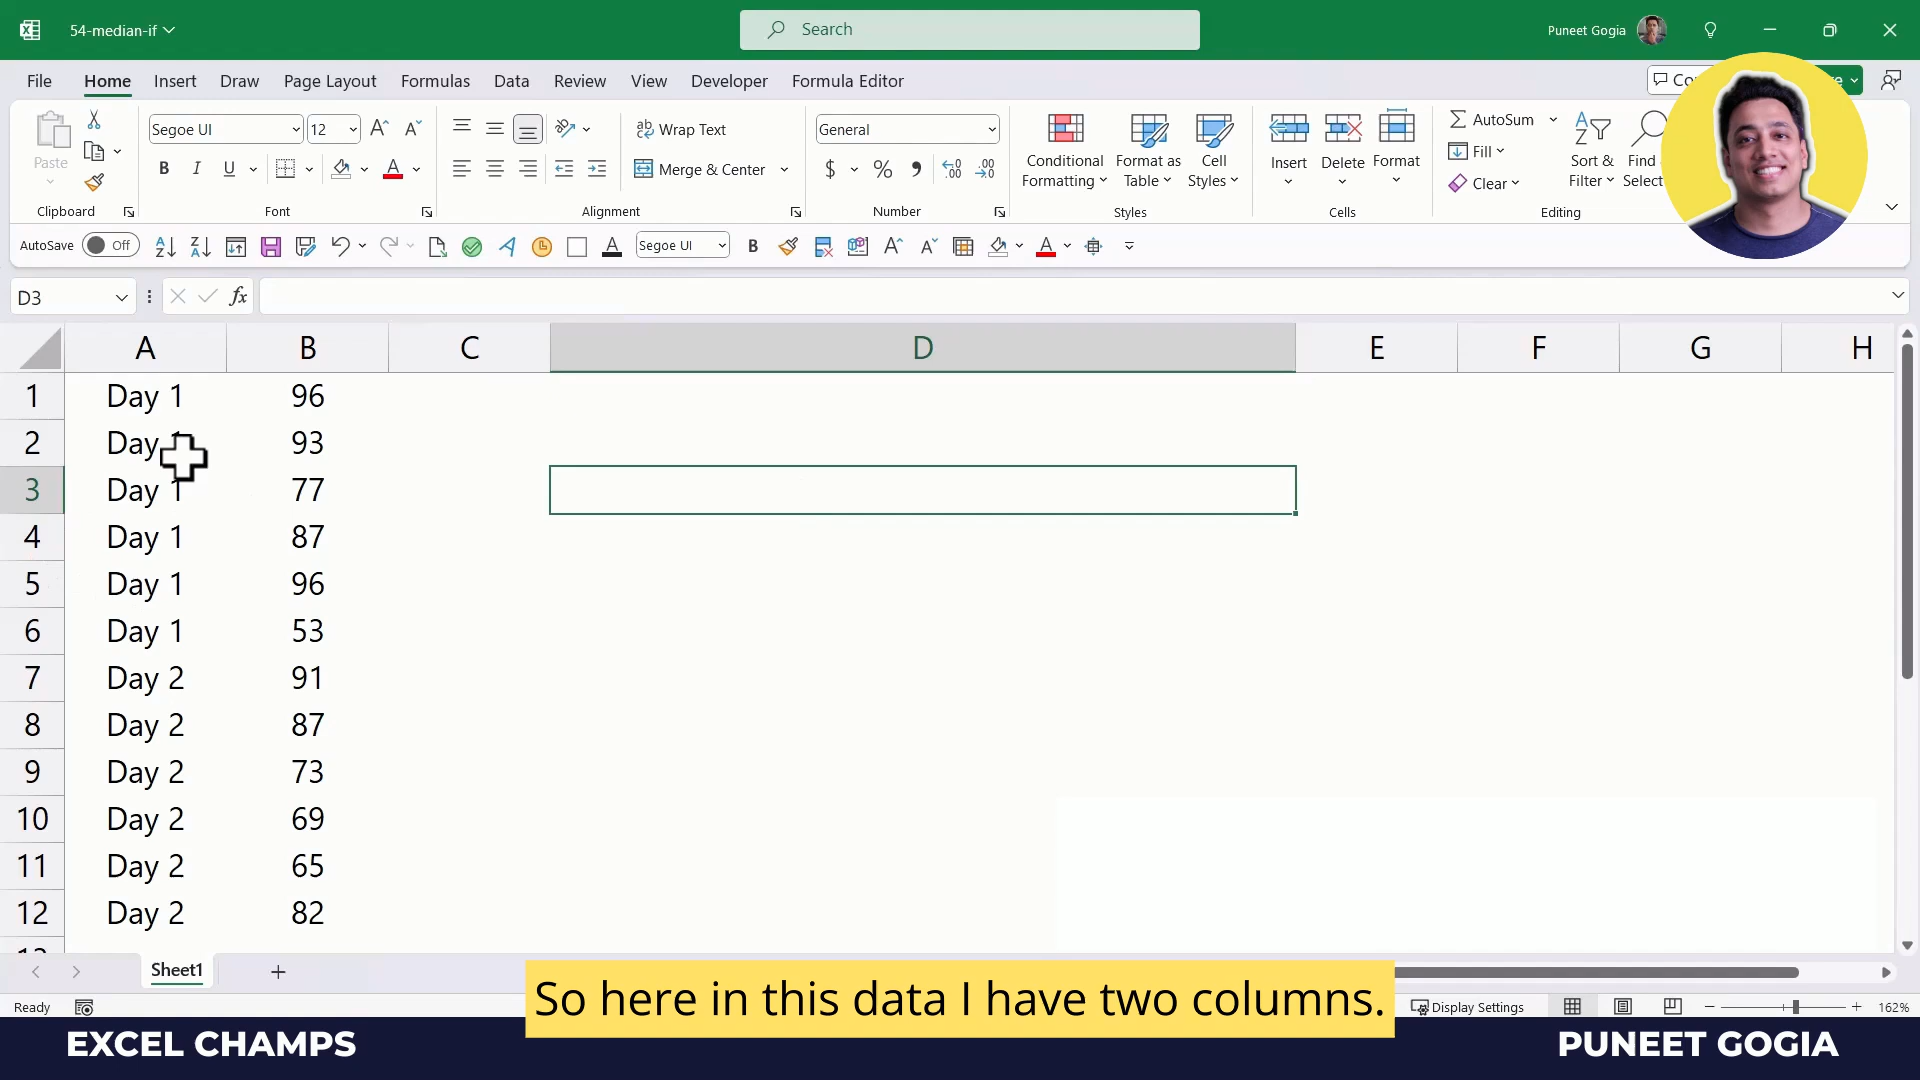 54-median-if
Search
Puneet Gogia
File Home Insert Draw Page Layout Formulas Data Review View Developer Formula Editor
Paste
Segoe UI 12
Wrap Text
General
AutoSum
Fill
Clear
B I U
Merge & Center
$ %
Conditional Formatting
Format as Table
Cell Styles
Insert
Delete
Format
Sort & Filter
Find
Select
Clipboard Font Alignment Number Styles Cells Editing
AutoSave Off
Segoe UI
B
D3
fx
A B C D E F G H
1 Day 1 96
2 Day 93
3 Day 1 77
4 Day 1 87
5 Day 1 96
6 Day 1 53
7 Day 2 91
8 Day 2 87
9 Day 2 73
10 Day 2 69
11 Day 2 65
12 Day 2 82
Sheet1
So here in this data I have two columns.
Ready
Display Settings
162%
EXCEL CHAMPS
PUNEET GOGIA